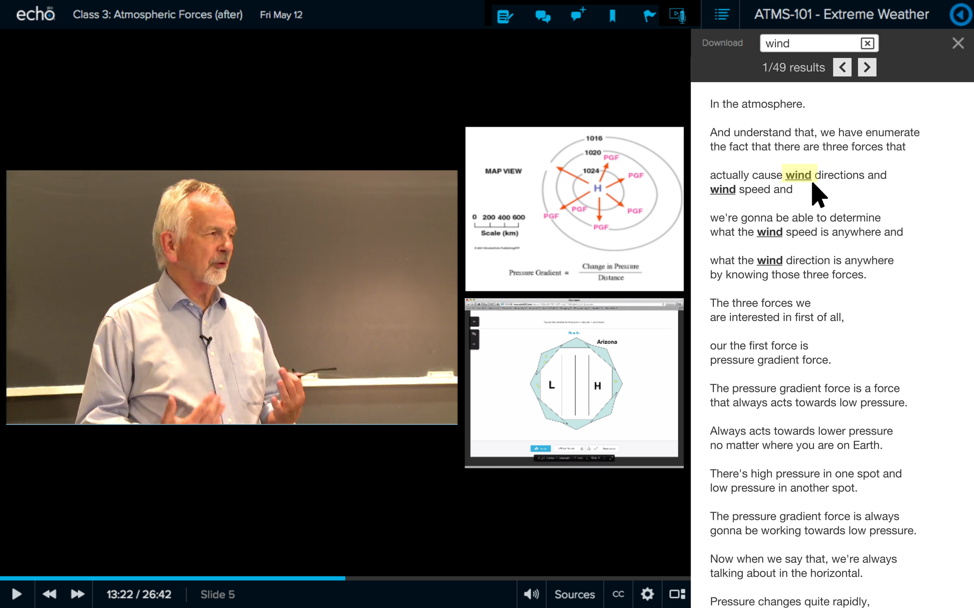 echo
Class 3: Atmospheric Forces (after)
Fri May 12
ATMS-101 - Extreme Weather
Download
wind
1/49 results
1016
1020
PGF
MAP VIEW
1024
PGF
H
PGF
PGF
PGF
PGF
0 200 400 600
Scale (km)
Pressure Gradient = Change in Pressure
Distance
Arizona
L
H
In the atmosphere.
And understand that, we have enumerate
the fact that there are three forces that
actually cause wind directions and
wind speed and
we're gonna be able to determine
what the wind speed is anywhere and
what the wind direction is anywhere
by knowing those three forces.
The three forces we
are interested in first of all,
our the first force is
pressure gradient force.
The pressure gradient force is a force
that always acts towards low pressure.
Always acts towards lower pressure
no matter where you are on Earth.
There's high pressure in one spot and
low pressure in another spot.
The pressure gradient force is always
gonna be working towards low pressure.
Now when we say that, we're always
talking about in the horizontal.
Pressure changes quite rapidly,
13:22 / 26:42
Slide 5
Sources
CC